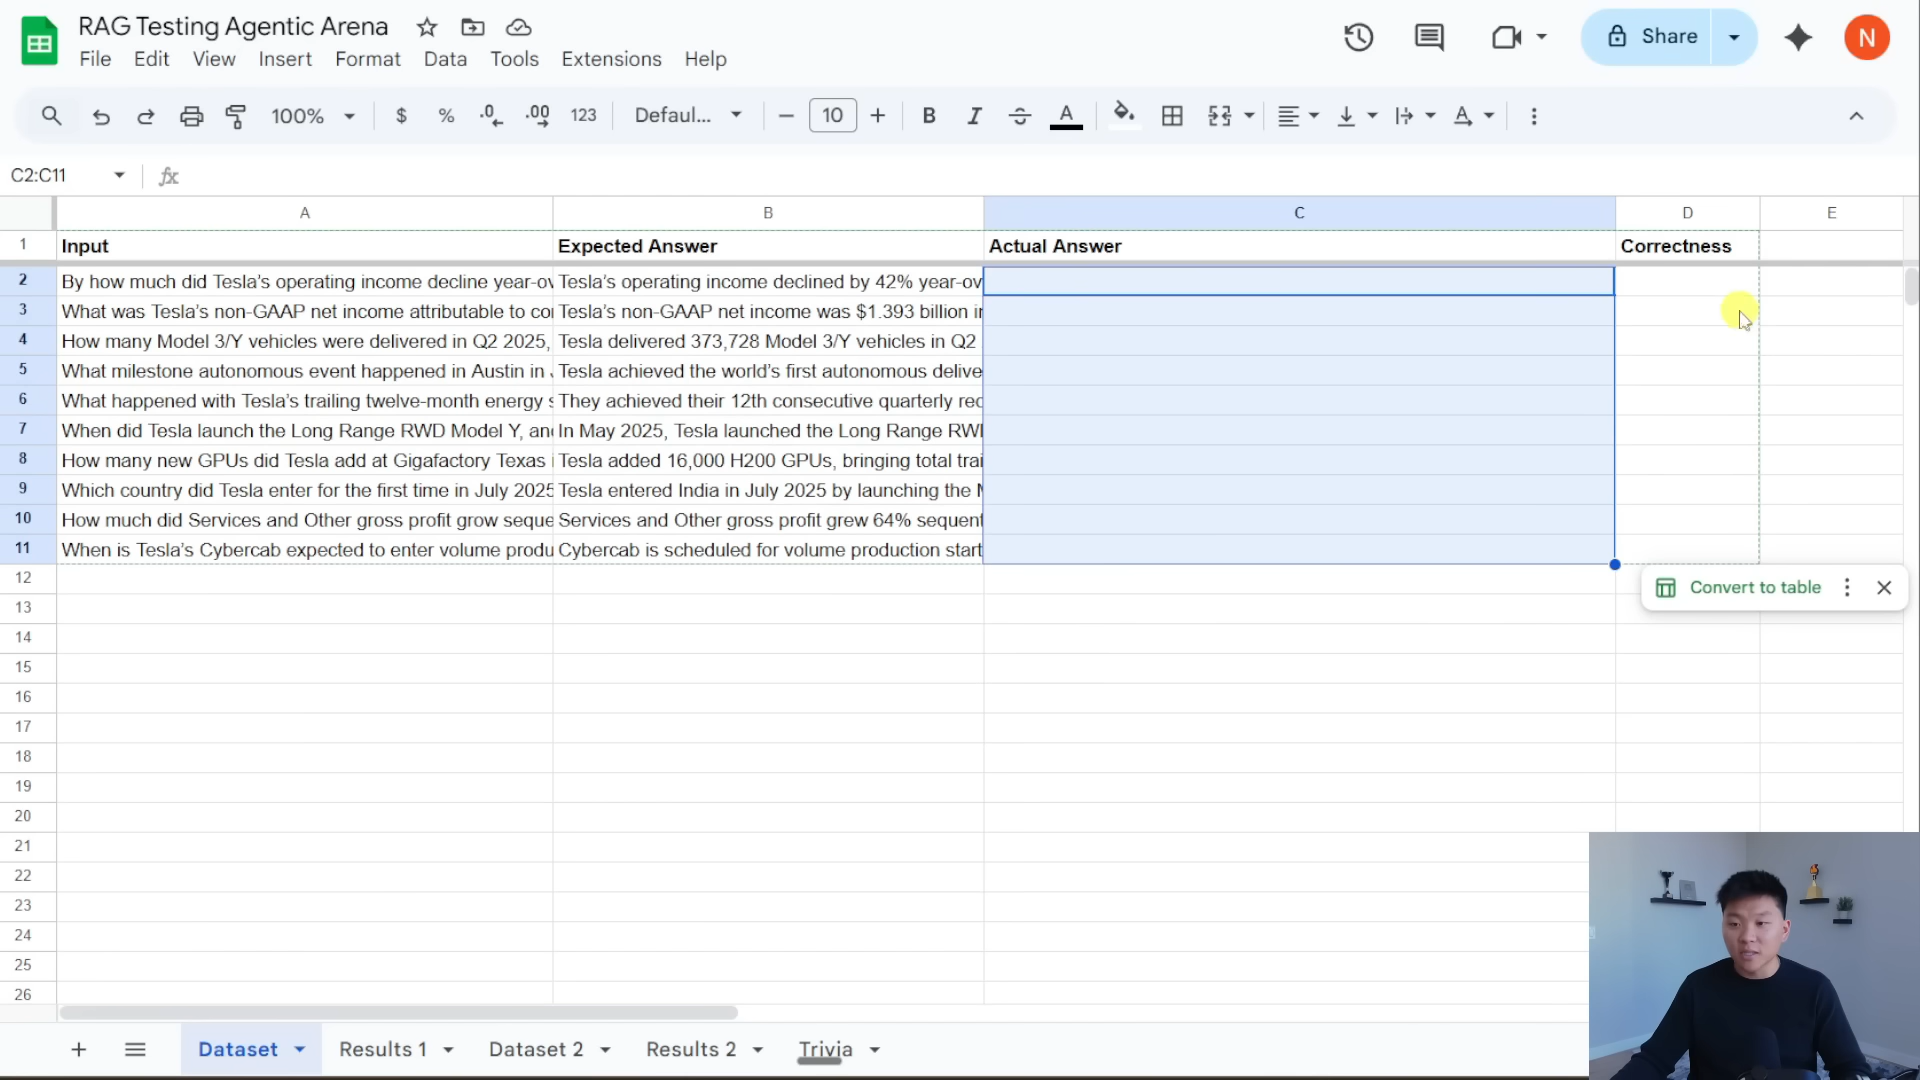 RAG Testing Agentic Arena
File Edit View Insert Format Data Tools Extensions Help
Share
N
100% $ % .0 .00 123 Defaul... 10 B I A
C2:C11 fx
A B C D E
1 Input Expected Answer Actual Answer Correctness
2 By how much did Tesla’s operating income decline year-ov Tesla’s operating income declined by 42% year-ov
3 What was Tesla’s non-GAAP net income attributable to co Tesla’s non-GAAP net income was $1.393 billion i
4 How many Model 3/Y vehicles were delivered in Q2 2025, Tesla delivered 373,728 Model 3/Y vehicles in Q2
5 What milestone autonomous event happened in Austin in Tesla achieved the world’s first autonomous delive
6 What happened with Tesla’s trailing twelve-month energy s They achieved their 12th consecutive quarterly rec
7 When did Tesla launch the Long Range RWD Model Y, an In May 2025, Tesla launched the Long Range RW
8 How many new GPUs did Tesla add at Gigafactory Texas i Tesla added 16,000 H200 GPUs, bringing total trai
9 Which country did Tesla enter for the first time in July 2025 Tesla entered India in July 2025 by launching the
10 How much did Services and Other gross profit grow seque Services and Other gross profit grew 64% sequent
11 When is Tesla’s Cybercab expected to enter volume produ Cybercab is scheduled for volume production start
12
Convert to table
13
14
15
16
17
18
19
20
21
22
23
24
25
26
Dataset Results 1 Dataset 2 Results 2 Trivia